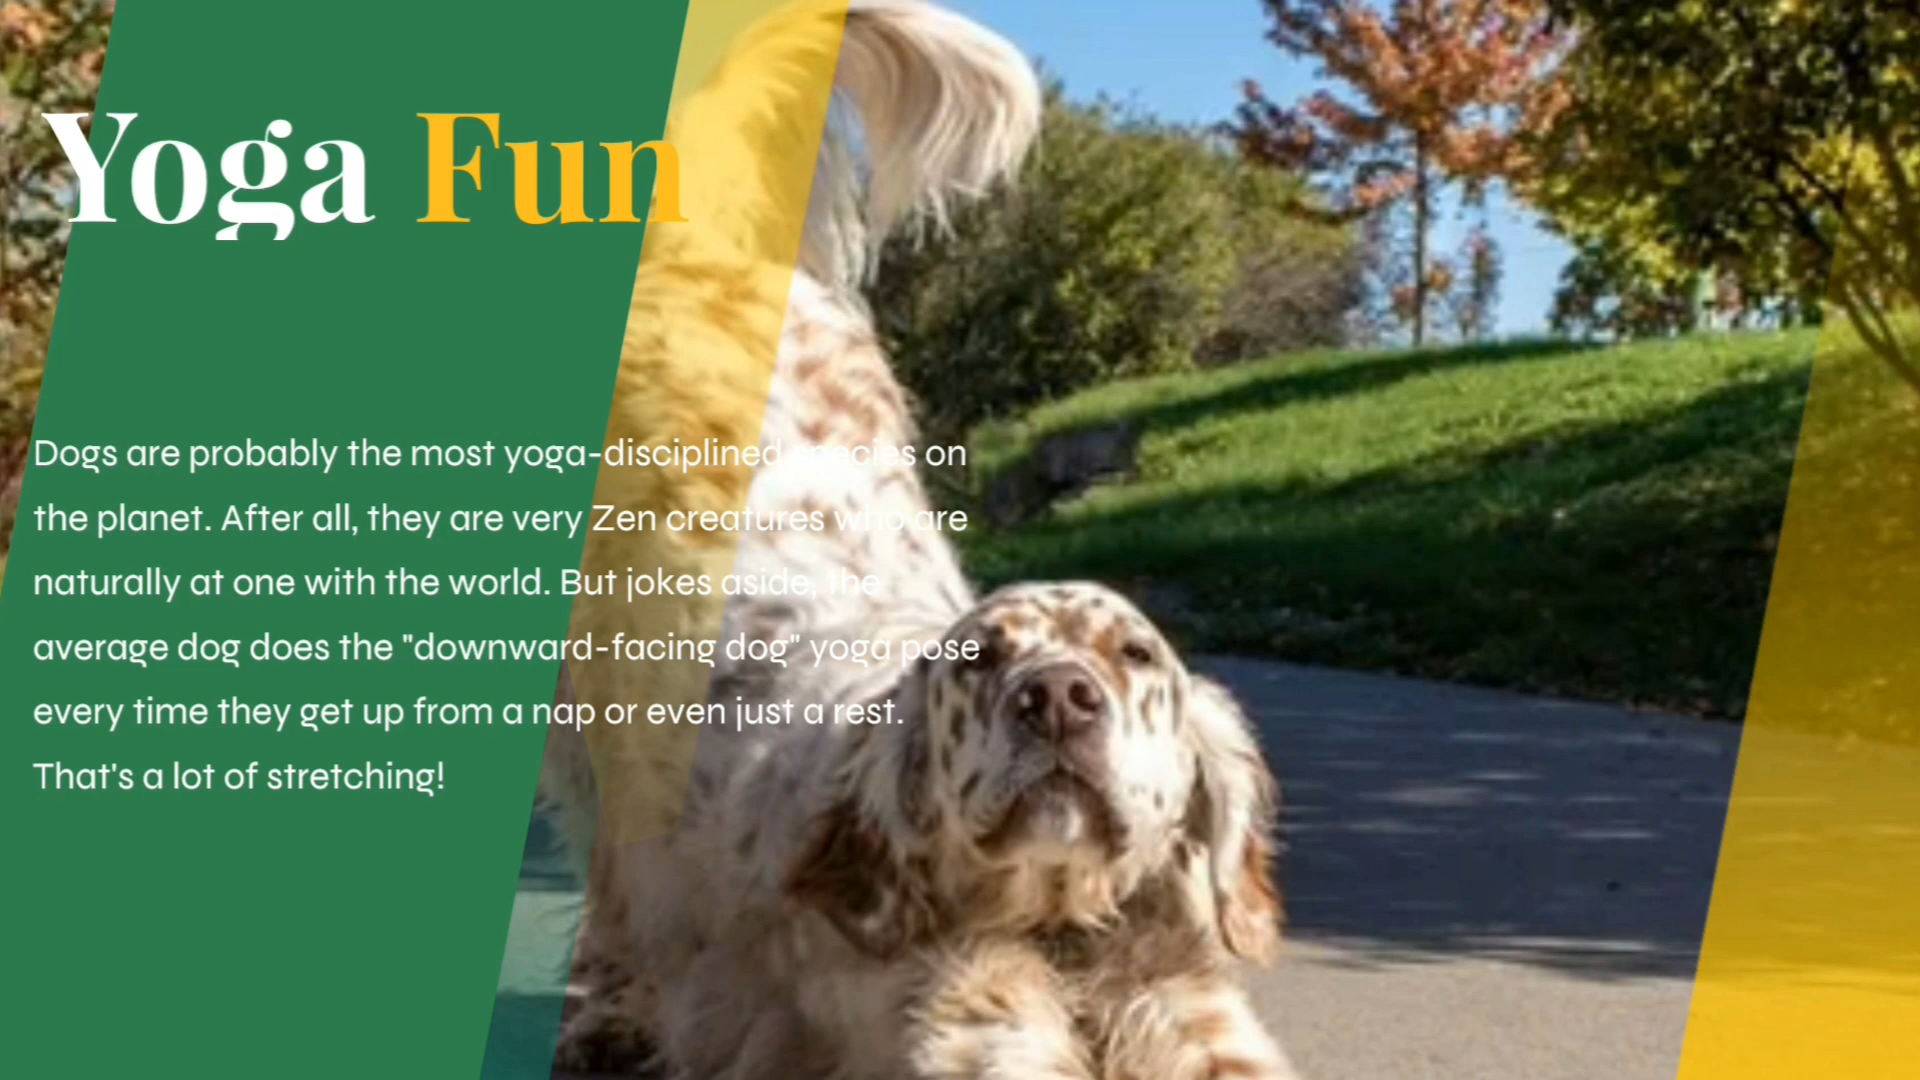 Yoga Fun
Dogs are probably the most yoga-disciplined species on
the planet. After all, they are very Zen creatures who are
naturally at one with the world. But jokes aside, the
average dog does the "downward-facing dog" yoga pose
every time they get up from a nap or even just a rest.
That's a lot of stretching!